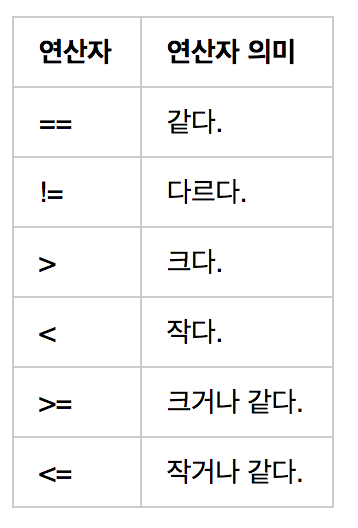 연산자 연산자 의미
== 같다.
!= 다르다.
> 크다.
< 작다.
>= 크거나 같다.
<= 작거나 같다.